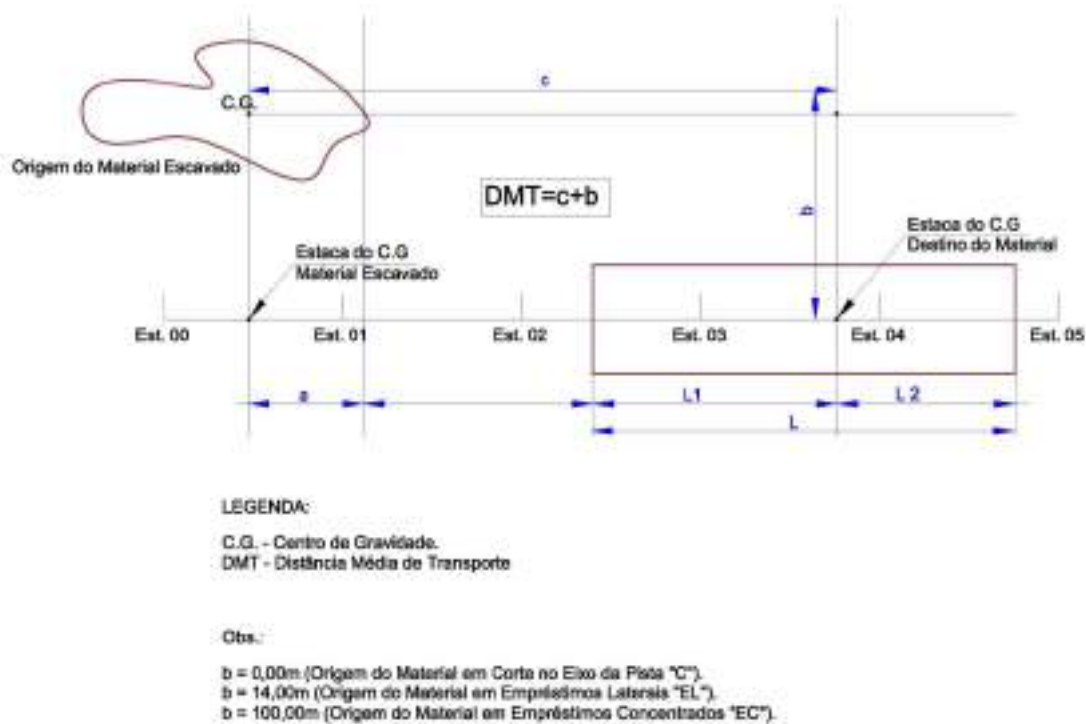 c
C.G.
Origem do Material Escavado
DMT=c+b
b
Estaca do C.G
Destino do Material
Estaca do C.G
Material Escavado
Est. 00
Est. 01
Est. 02
Est. 03
Est. 04
Est. 05
a
L1
L 2
L
LEGENDA:
C.G. - Centro de Gravidade.
DMT - Distância Média de Transporte
Obs.:
b = 0,00m (Origem do Material em Corte no Eixo da Pista "C").
b = 14,00m (Origem do Material em Empréstimos Laterais "EL").
b = 100,00m (Origem do Material em Empréstimos Concentrados "EC").